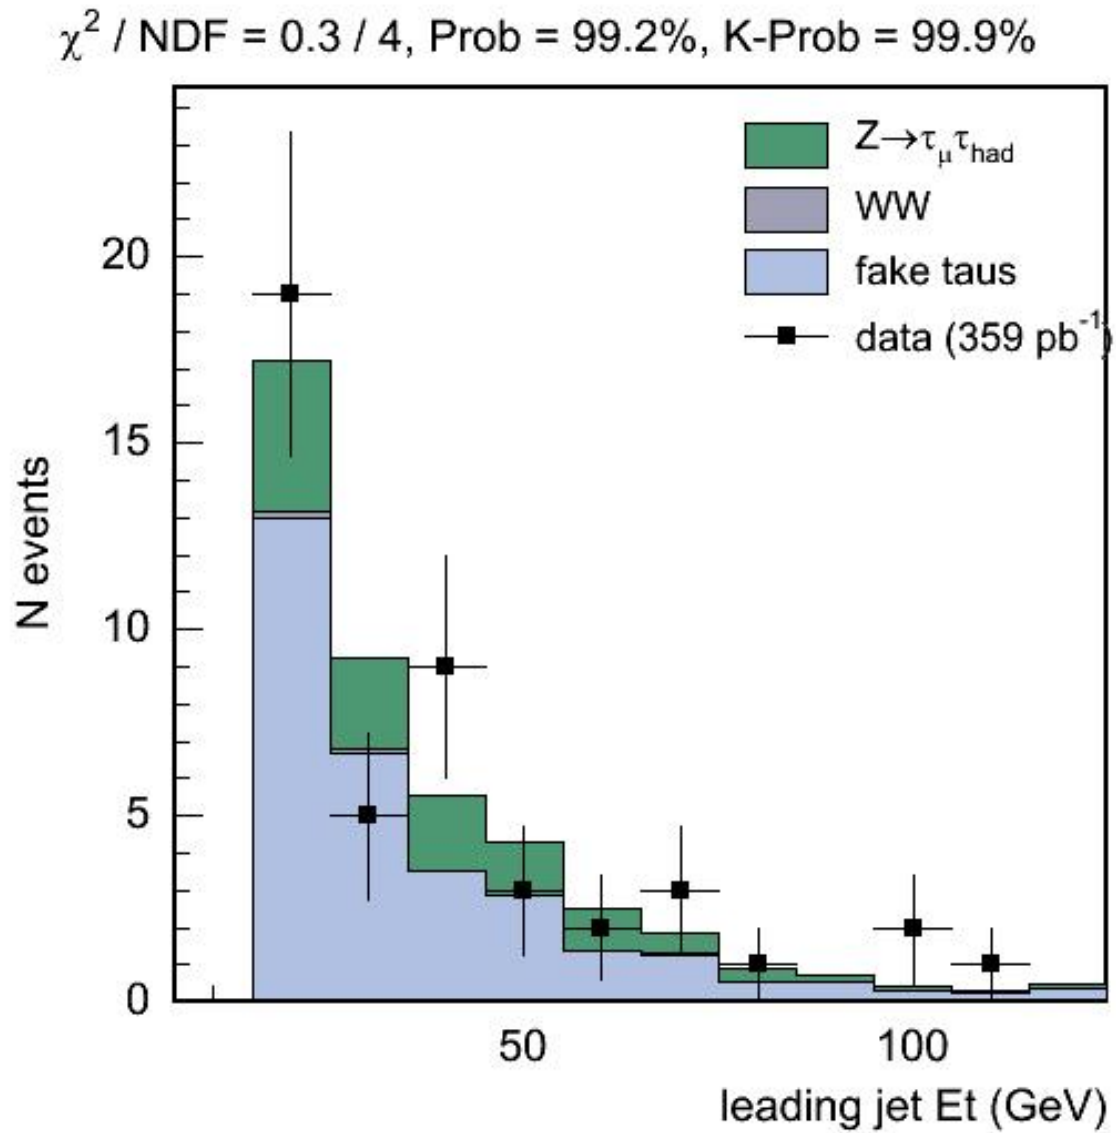 χ² / NDF = 0.3 / 4, Prob = 99.2%, K-Prob = 99.9%
Z→τμτhad
WW
fake taus
data (359 pb⁻¹)
N events
20
15
10
5
0
50
100
leading jet Et (GeV)